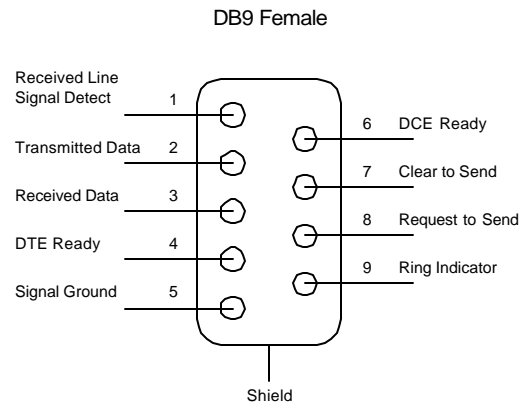 DB9 Female
Received Line
Signal Detect
1
Transmitted Data
2
Received Data
3
DTE Ready
4
Signal Ground
5
6
DCE Ready
7
Clear to Send
8
Request to Send
9
Ring Indicator
Shield